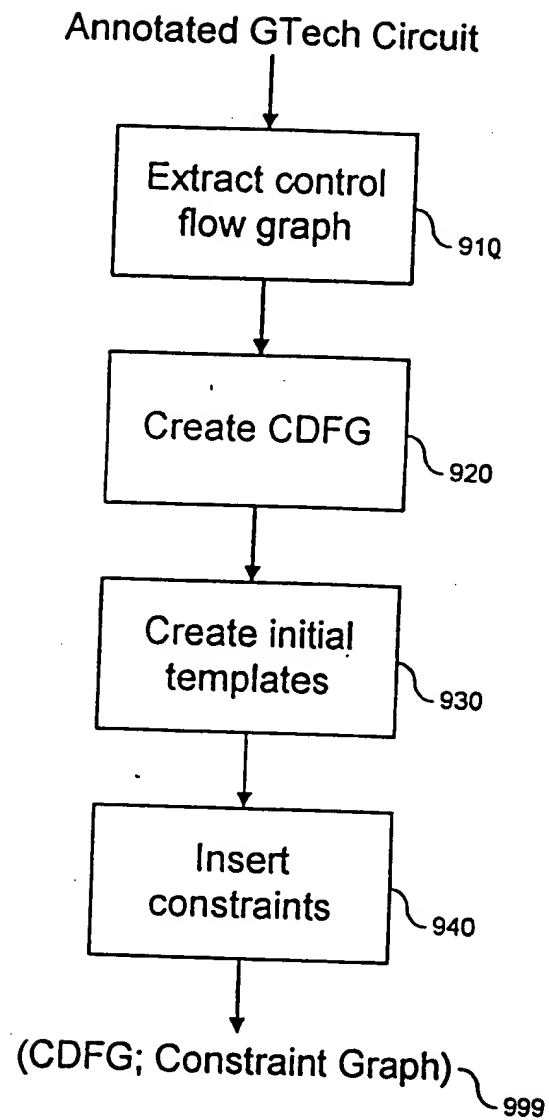 Annotated GTech Circuit
Extract control
flow graph
910
Create CDFG
920
Create initial
templates
930
Insert
constraints
940
(CDFG; Constraint Graph)
999